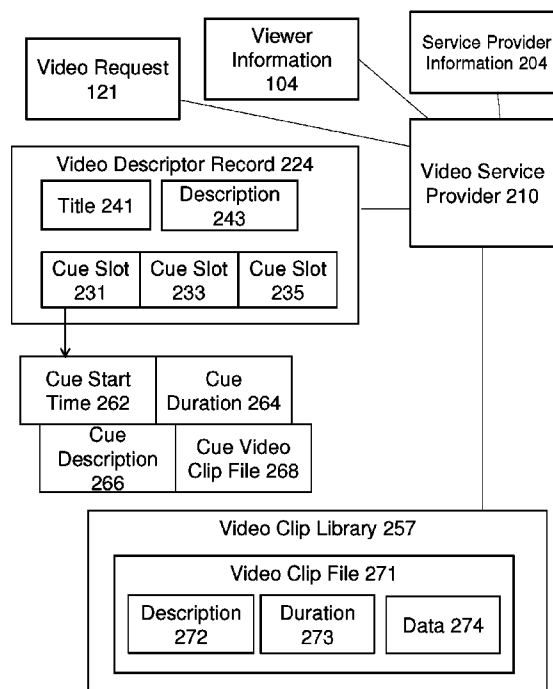 Video Request
121
Viewer
Information
104
Service Provider
Information 204
Video Service
Provider 210
Video Descriptor Record 224
Title 241
Description
243
Cue Slot
231
Cue Slot
233
Cue Slot
235
Cue Start
Time 262
Cue
Duration 264
Cue
Description
266
Cue Video
Clip File 268
Video Clip Library 257
Video Clip File 271
Description
272
Duration
273
Data 274